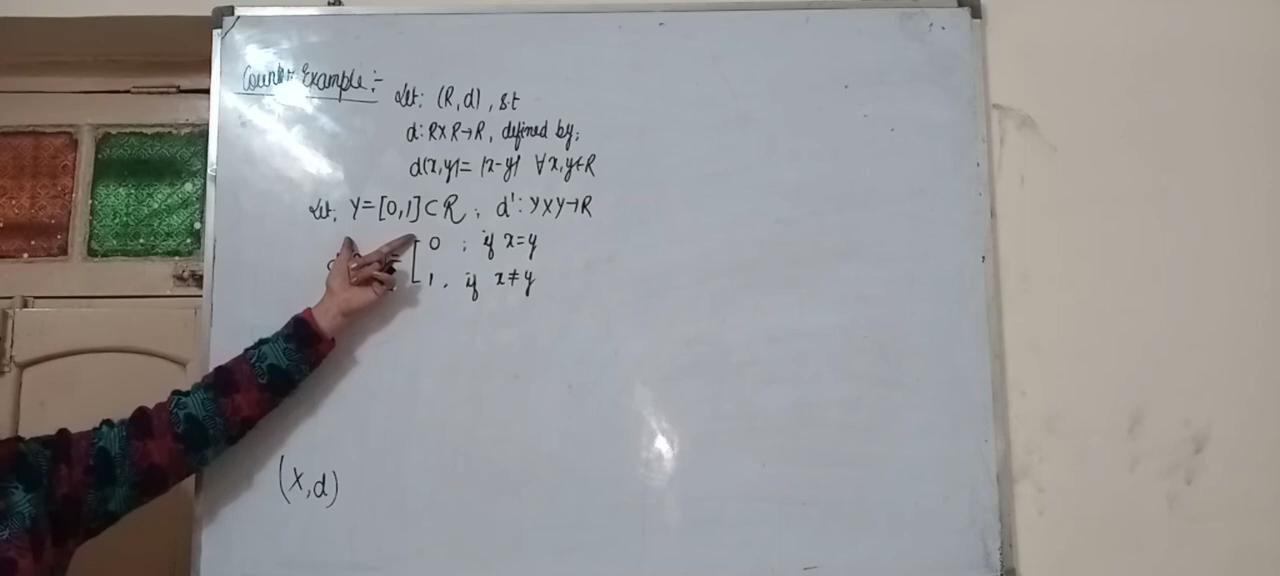 Counter Example:-
Let; (R,d), s.t
d: R×R→R, defined by;
d(x,y)= |x-y| ∀x,y∈R
Let, Y=[0,1]⊂R; d': Y×Y→R
= [0 ; if x=y
1, if x≠y
(X,d)